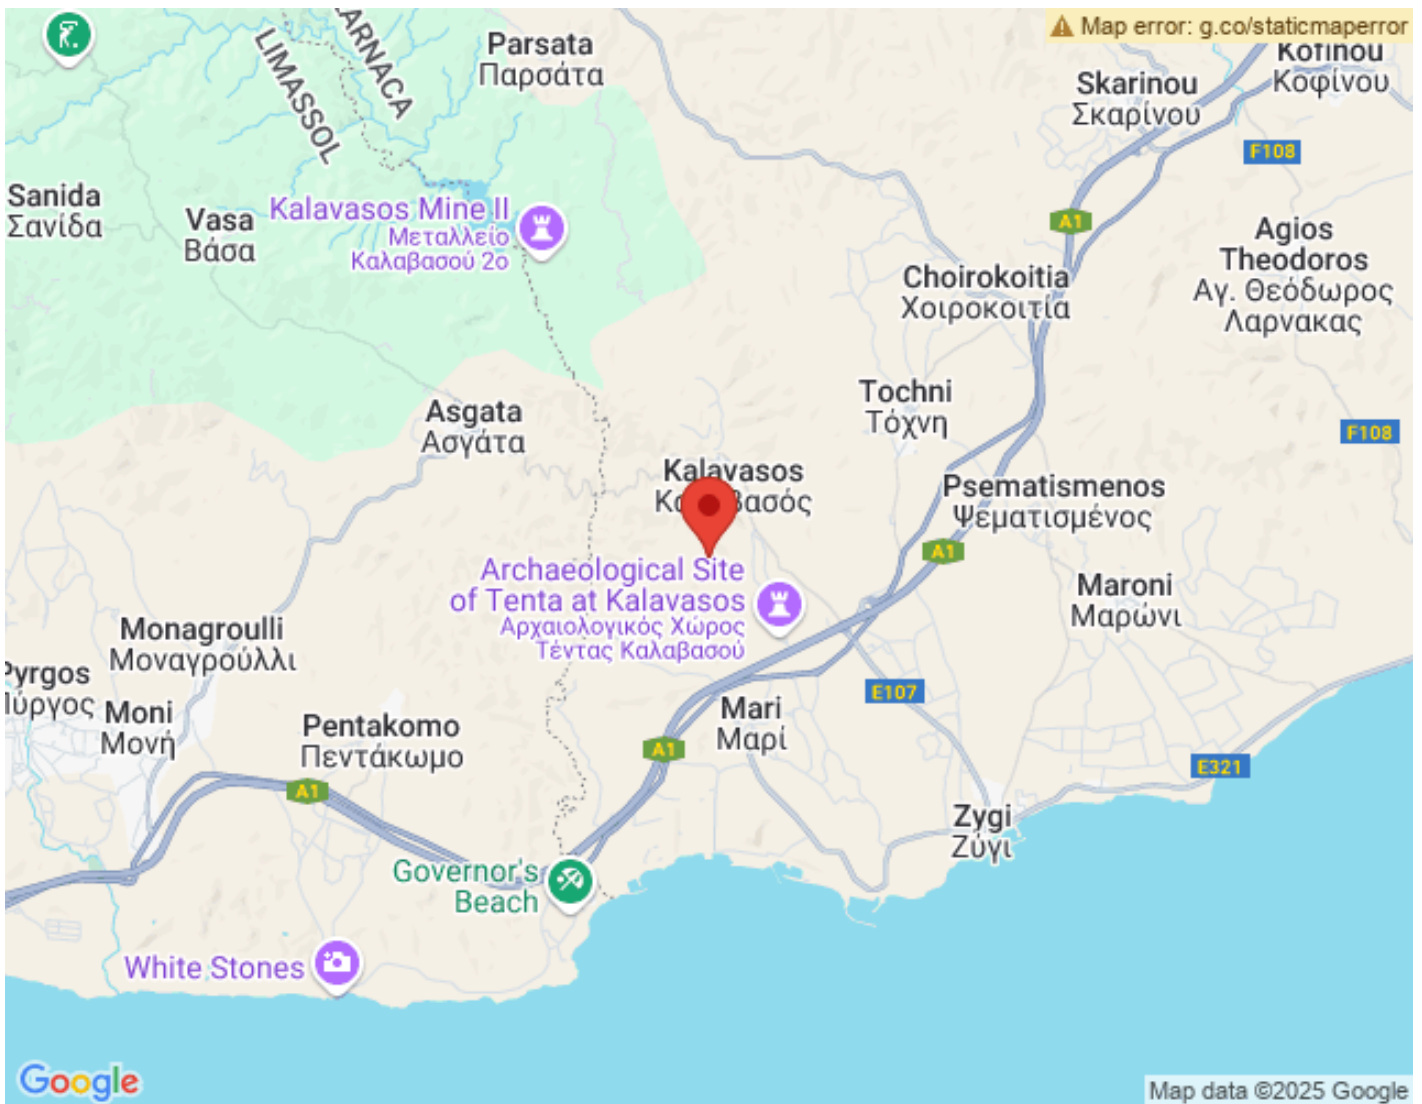 Map error: g.co/staticmaperror
LARNACA
LIMASSOL
Parsata
Παρσάτα
Kofinou
Κοφίνου
Skarinou
Σκαρίνου
F108
Sanida
Σανίδα
Vasa
Βάσα
Kalavasos Mine II
Μεταλλείο
Καλαβασού 2ο
A1
Agios
Theodoros
Αγ. Θεόδωρος
Λαρνακας
Choirokoitia
Χοιροκοιτία
Tochni
Τόχνη
Asgata
Ασγάτα
F108
Kalavasos
Psematismenos
Ψεματισμένος
A1
Archaeological Site
of Tenta at Kalavasos
Αρχαιολογικός Χώρος
Τέντας Καλαβασού
Maroni
Μαρώνι
Monagroulli
Μοναγρούλλι
Pyrgos
Moni
Μονή
E107
Mari
Μαρί
Pentakomo
Πεντάκωμο
A1
E321
A1
Zygi
Ζύγι
Governor's
Beach
White Stones
Google
Map data ©2025 Google